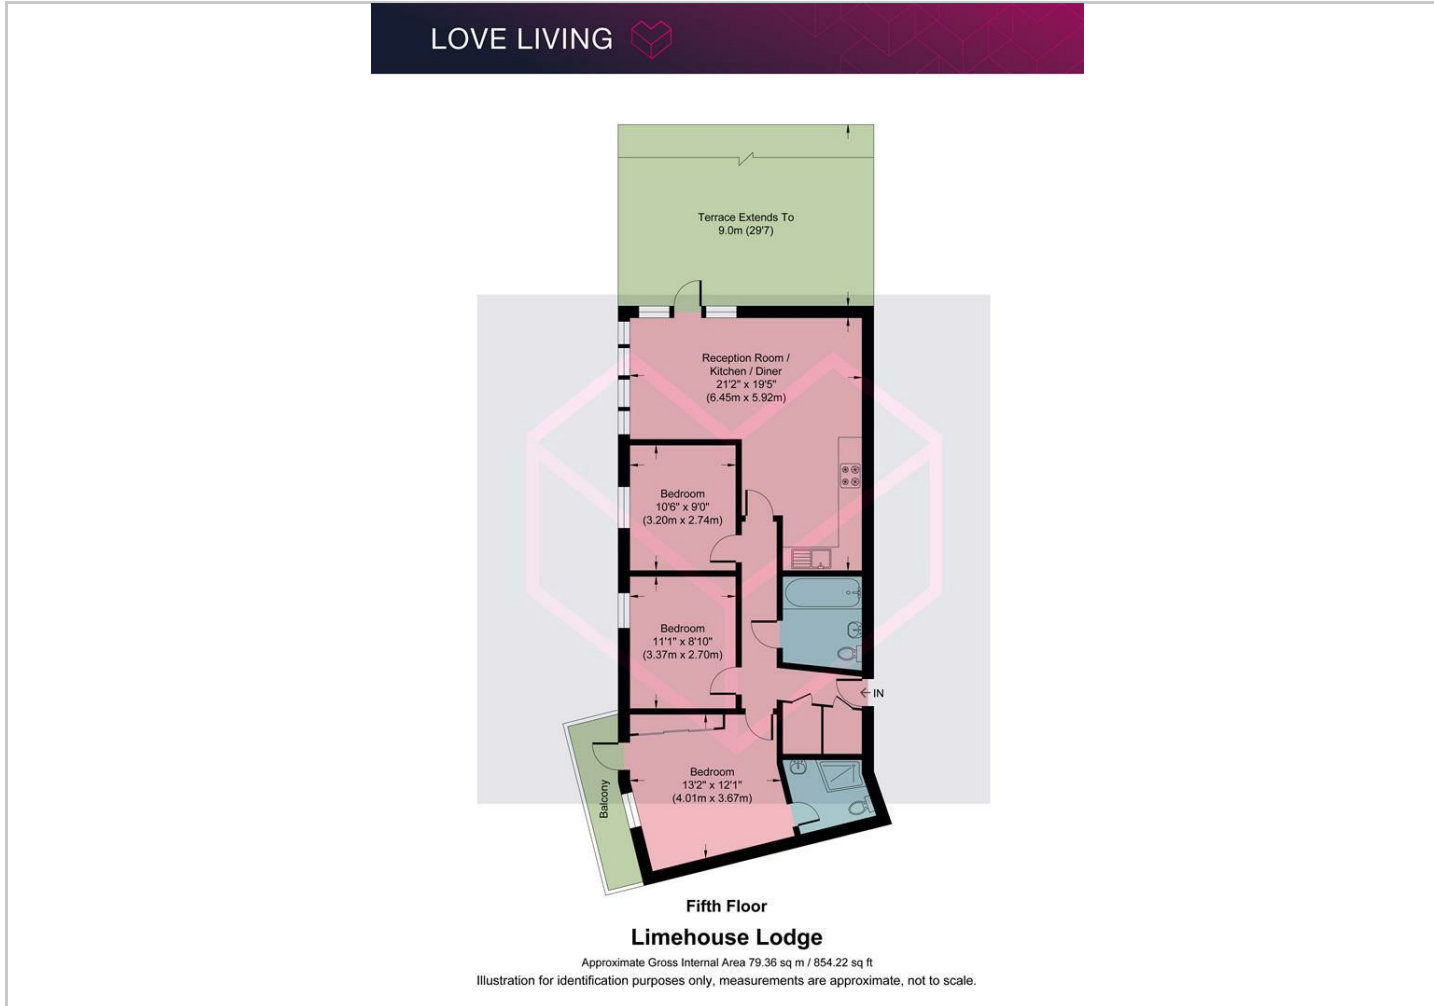 LOVE LIVING
Terrace Extends To
9.0m (29'7)
Reception Room /
Kitchen / Diner
21'2" x 19'5"
(6.45m x 5.92m)
Bedroom
10'6" x 9'0"
(3.20m x 2.74m)
Bedroom
11'1" x 8'10"
(3.37m x 2.70m)
IN
Bedroom
13'2" x 12'1"
(4.01m x 3.67m)
Balcony
Fifth Floor
Limehouse Lodge
Approximate Gross Internal Area 79.36 sq m / 854.22 sq ft
Illustration for identification purposes only, measurements are approximate, not to scale.